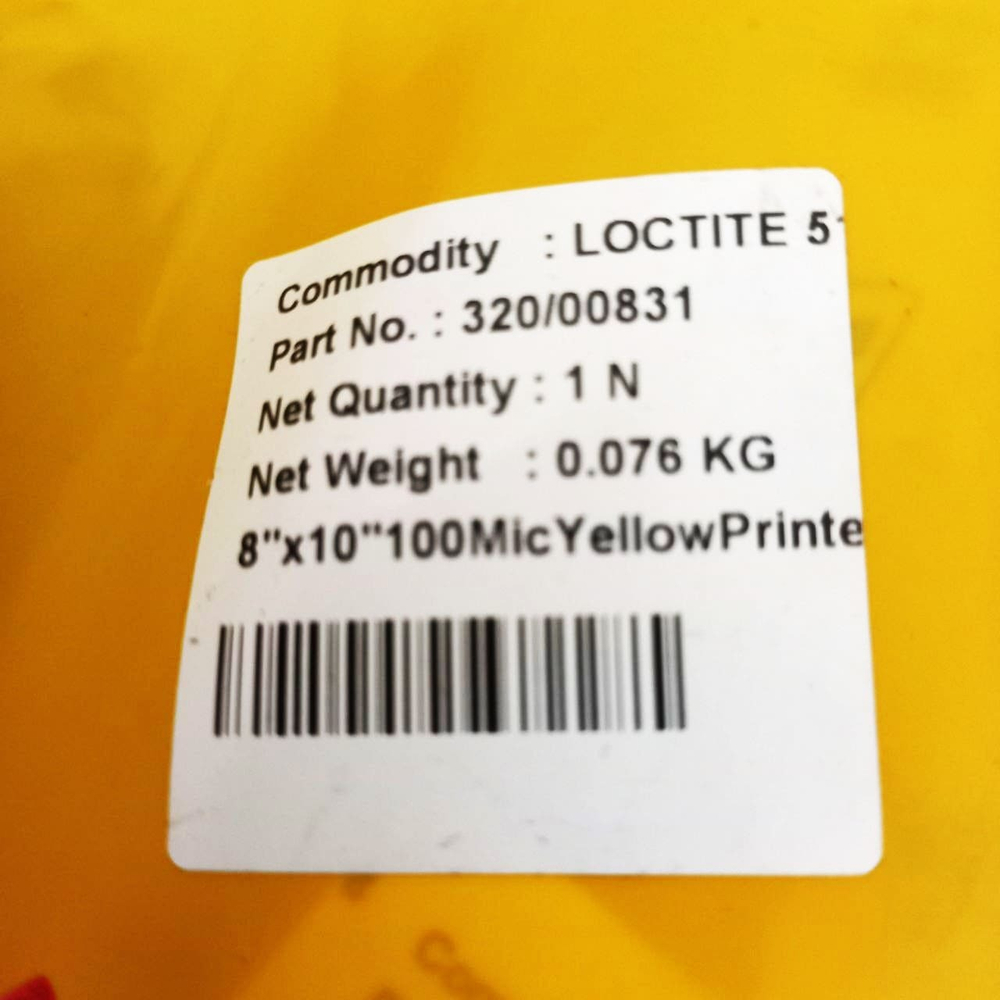 Commodity : LOCTITE 5
Part No. : 320/00831
Net Quantity : 1 N
Net Weight : 0.076 KG
8"x10"100MicYellowPrinte